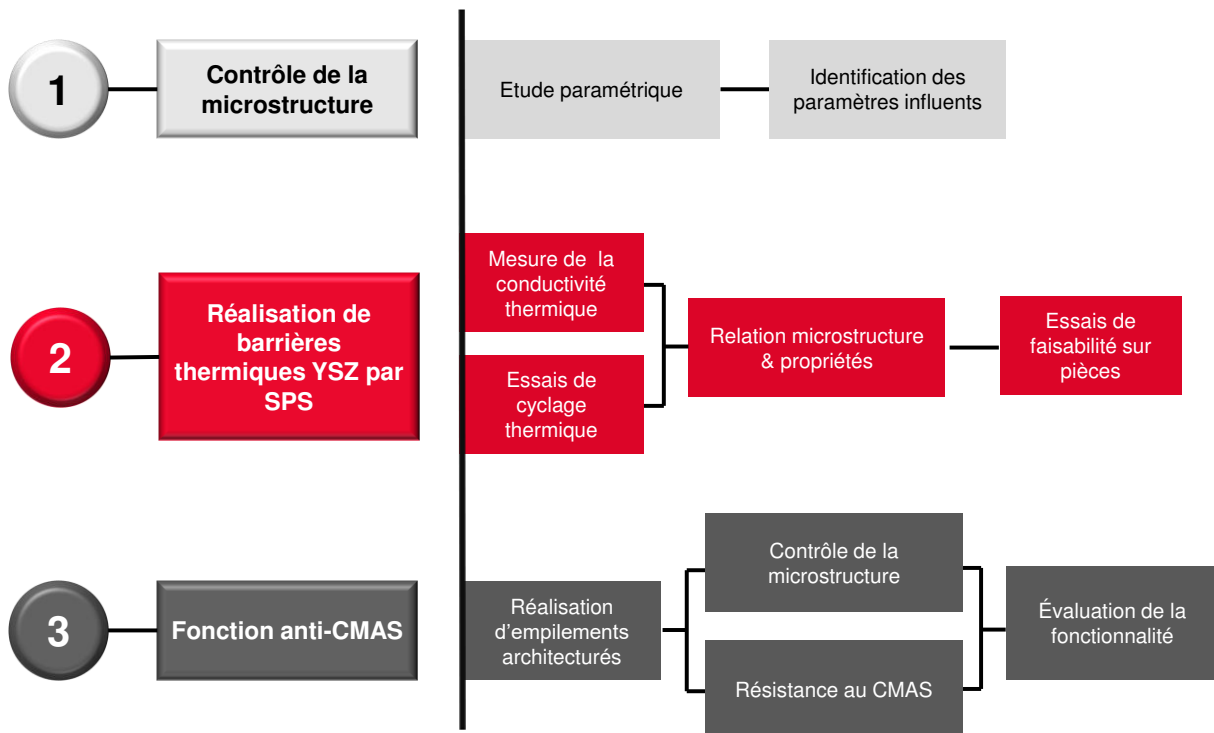 1
Contrôle de la
microstructure
Etude paramétrique
Identification des
paramètres influents
2
Réalisation de
barrières
thermiques YSZ par
SPS
Mesure de la
conductivité
thermique
Essais de
cyclage
thermique
Relation microstructure
& propriétés
Essais de
faisabilité sur
pièces
3
Fonction anti-CMAS
Réalisation
d'empilements
architecturés
Contrôle de la
microstructure
Résistance au CMAS
Évaluation de la
fonctionnalité